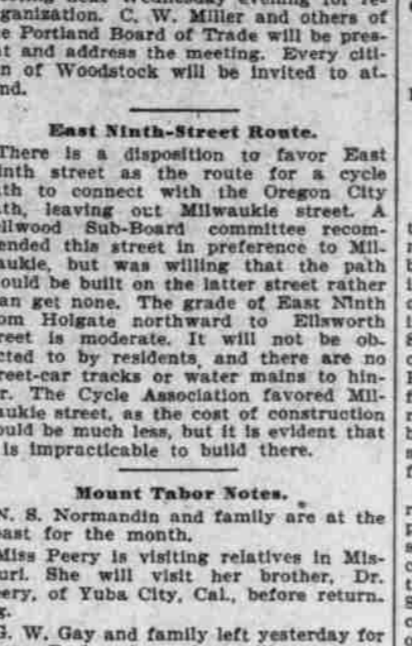 ganization. C. W. Miller and others of
e Portland Board of Trade will be pres-
t and address the meeting. Every citi-
n of Woodstock will be invited to at-
nd.
East Ninth-Street Route.
There is a disposition to favor East
inth street as the route for a cycle
th to connect with the Oregon City
th, leaving out Milwaukie street. A
ellwood Sub-Board committee recom-
ended this street in preference to Mil-
aukie, but was willing that the path
ould be built on the latter street rather
an get none. The grade of East Ninth
om Holgate northward to Ellsworth
reet is moderate. It will not be ob-
cted to by residents, and there are no
reet-car tracks or water mains to hin-
r. The Cycle Association favored Mil-
aukie street, as the cost of construction
ould be much less, but it is evident that
is impracticable to build there.
Mount Tabor Notes.
N. S. Normandin and family are at the
ast for the month.
Miss Peery is visiting relatives in Mis-
uri. She will visit her brother, Dr.
ery, of Yuba City, Cal., before return-
g.
G. W. Gay and family left yesterday for